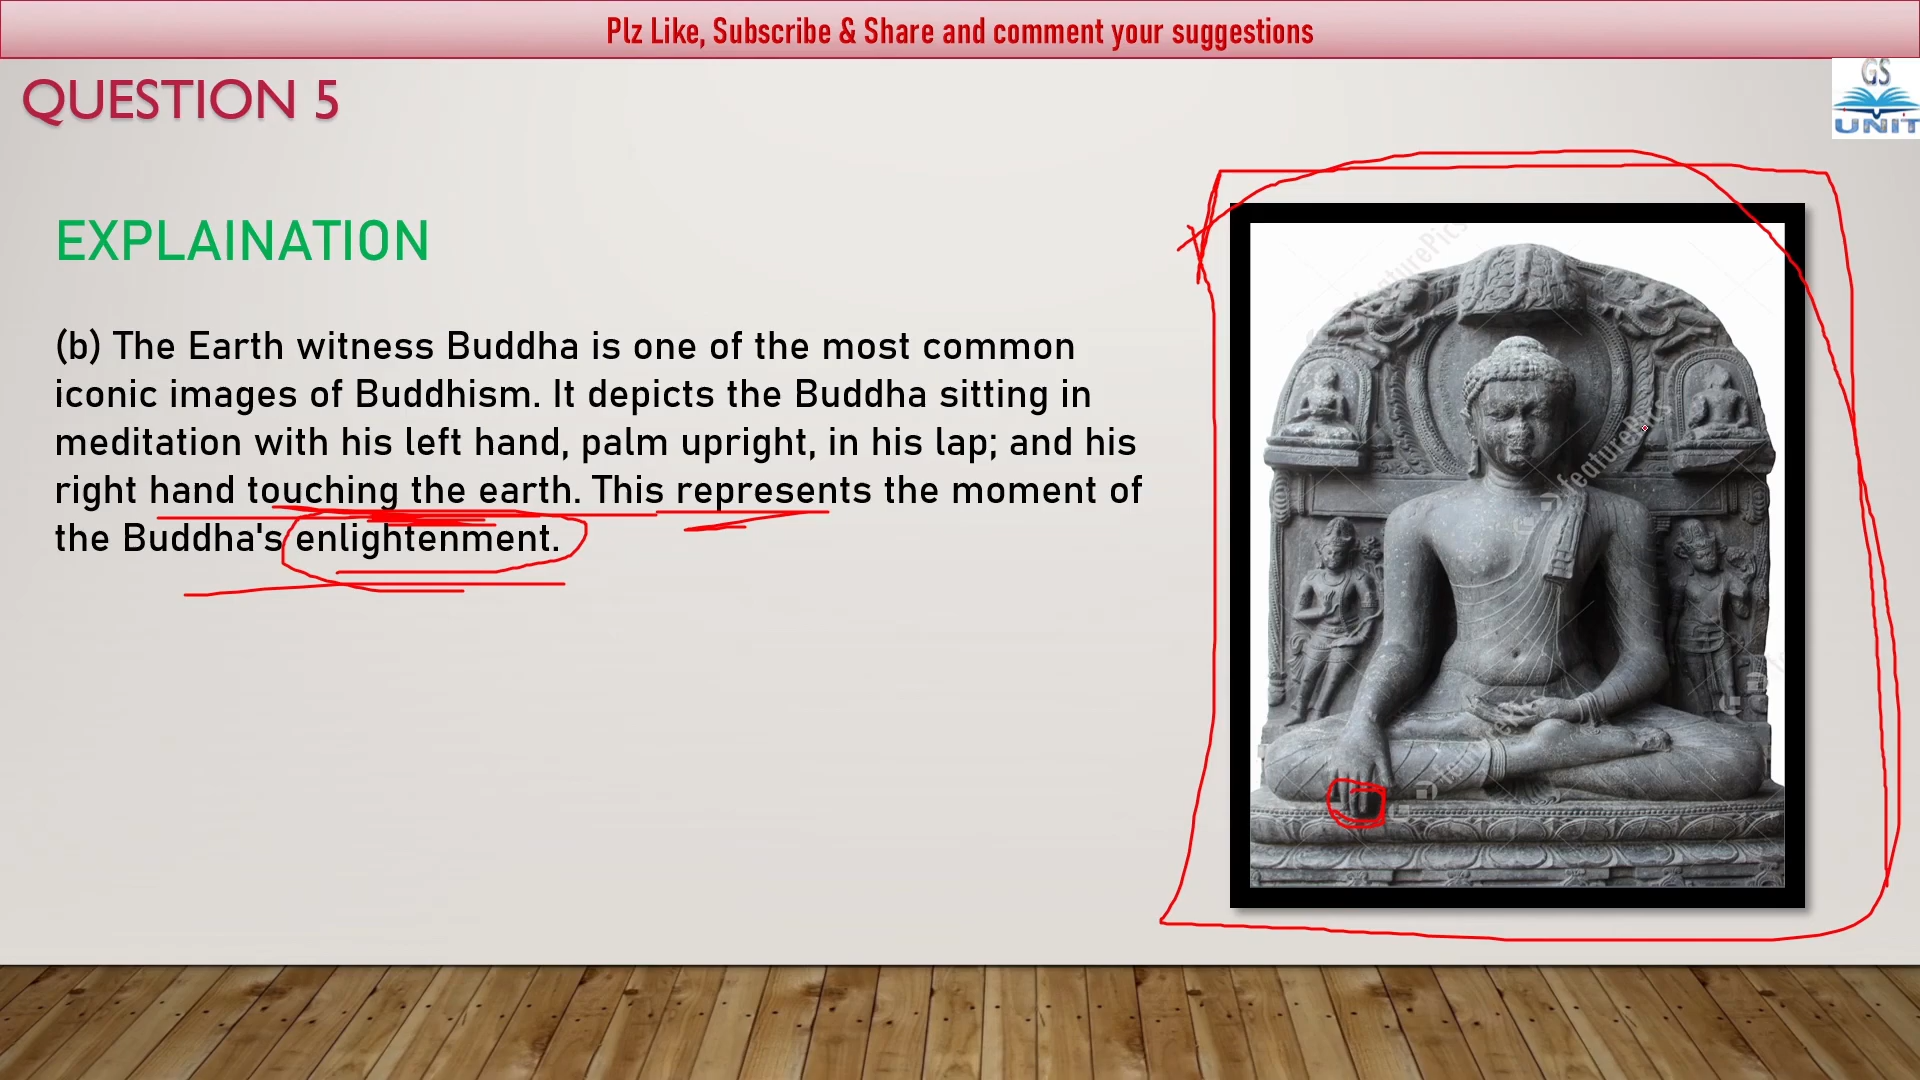 Plz Like, Subscribe & Share and comment your suggestions
QUESTION 5
GS
UNIT
EXPLAINATION
(b) The Earth witness Buddha is one of the most common
iconic images of Buddhism. It depicts the Buddha sitting in
meditation with his left hand, palm upright, in his lap; and his
right hand touching the earth. This represents the moment of
the Buddha's enlightenment.
featurePics